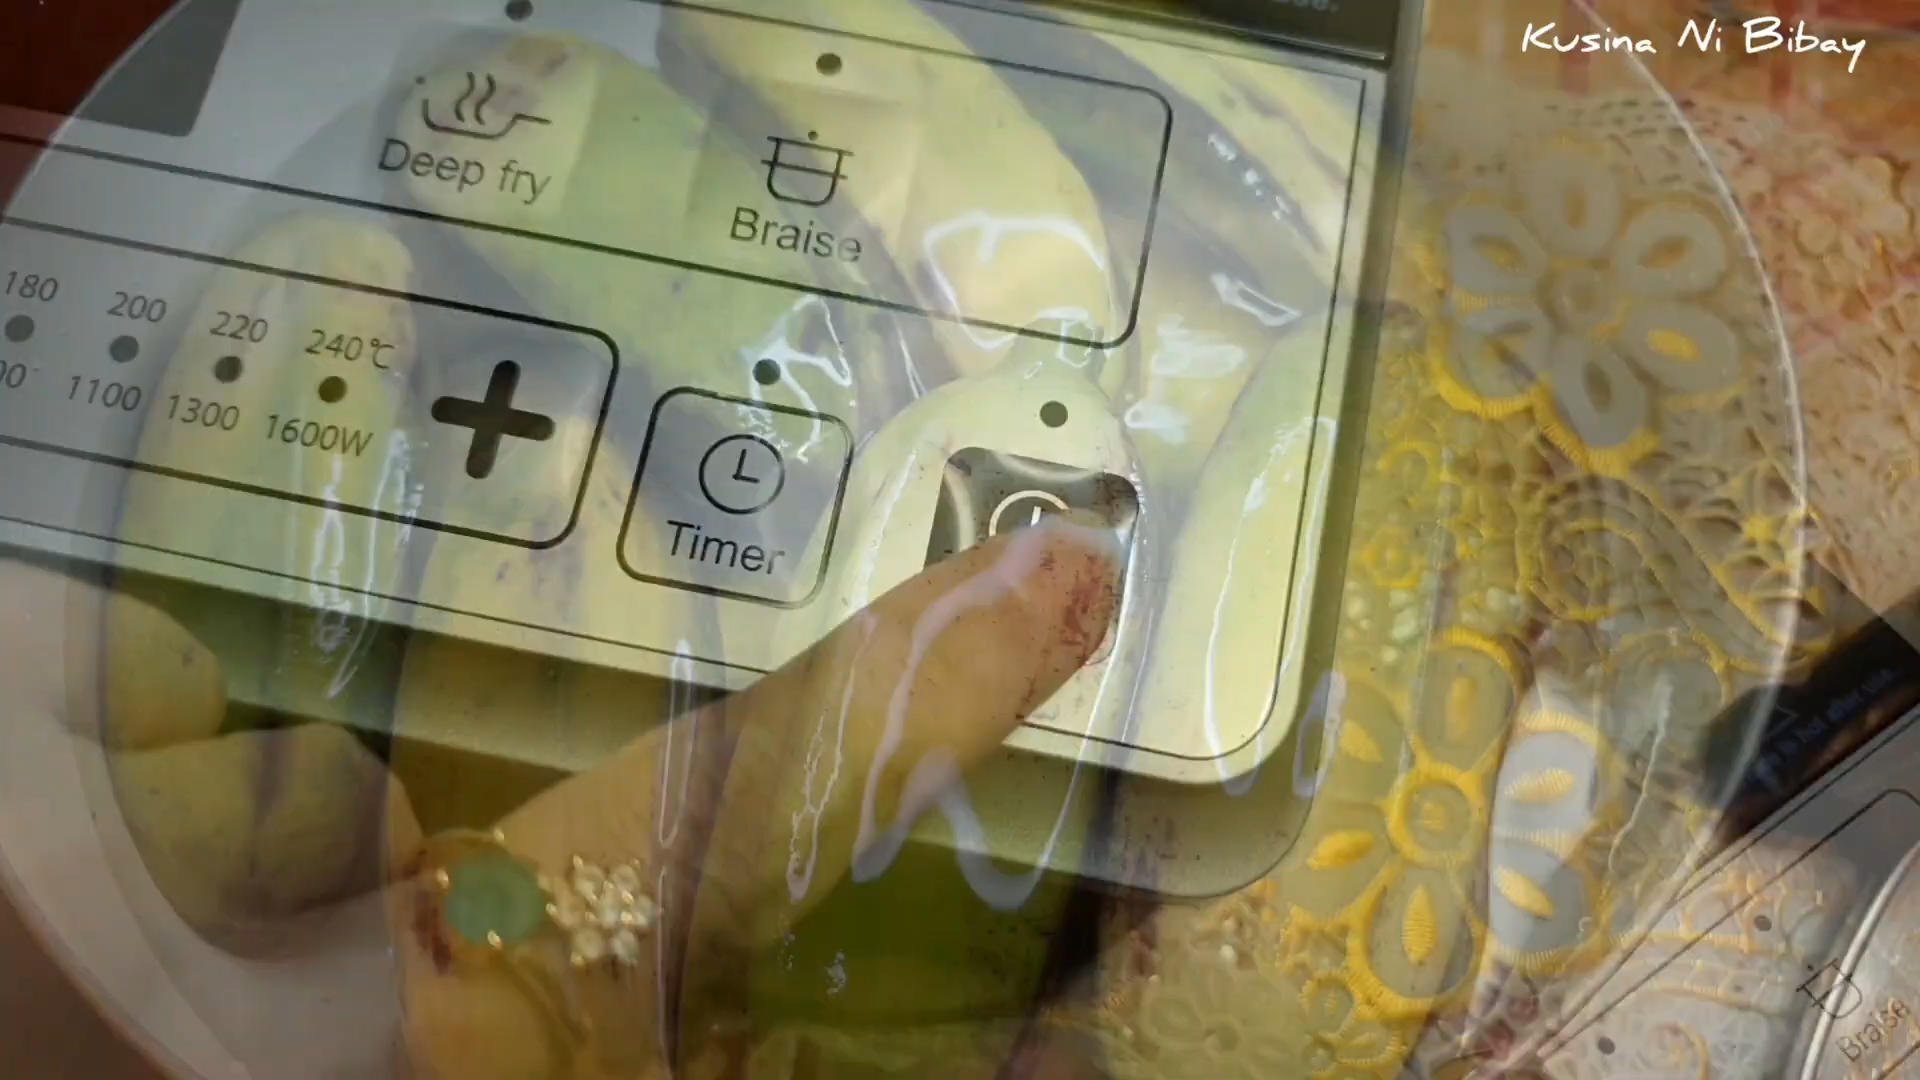 Kusina Ni Bibay
Deep fry
Braise
180 200 220 240℃
1100 1300 1600W
Timer
Braise